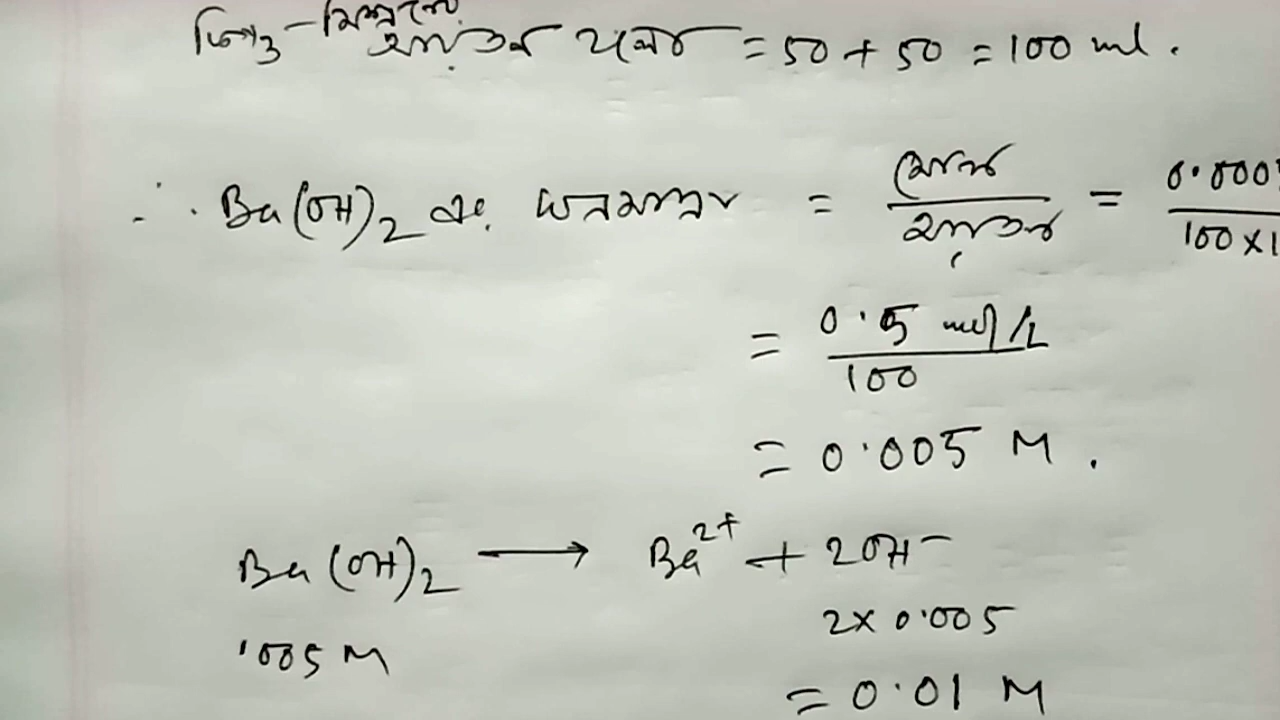 মিশ্রণে
আয়তন হলো = 50 + 50 = 100 ml.
∴ Ba(OH)2 এর ঘনমাত্রা = মোল / আয়তন = 0.000 / 100 × 1
= 0.5 mol/L / 100
= 0.005 M.
Ba(OH)2 ⟶ Ba2+ + 2OH−
2 × 0.005
.005 M
= 0.01 M